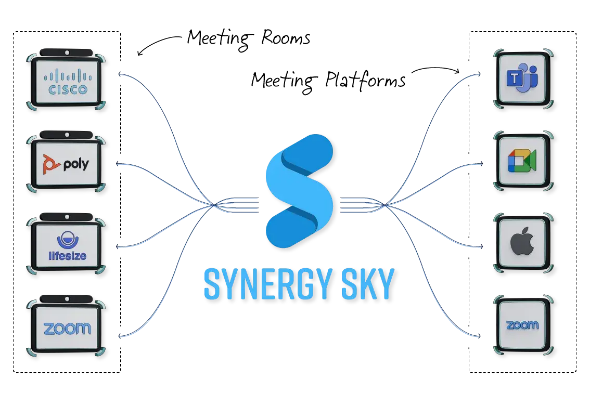 Meeting Rooms
Meeting Platforms
CISCO
poly
lifesize
zoom
SYNERGY SKY
T
zoom